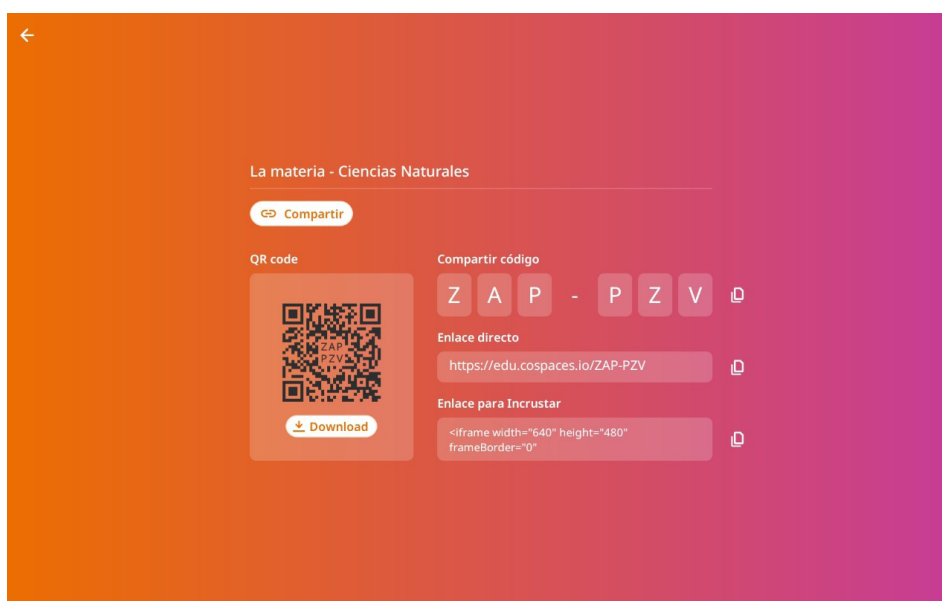 La materia - Ciencias Naturales
Compartir
QR code
ZAP
PZV
Download
Compartir código
Z A P - P Z V
Enlace directo
https://edu.cospaces.io/ZAP-PZV
Enlace para Incrustar
<iframe width="640" height="480"
frameBorder="0"